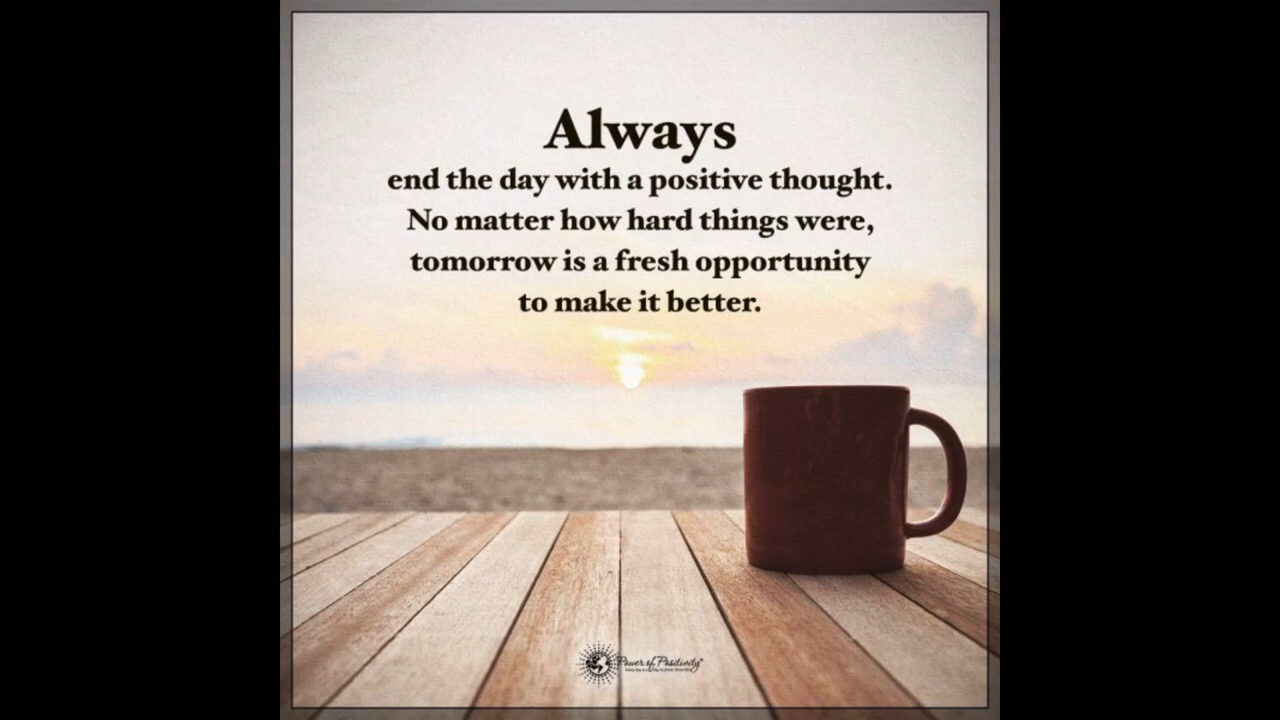 Always
end the day with a positive thought.
No matter how hard things were,
tomorrow is a fresh opportunity
to make it better.
Power of Positivity